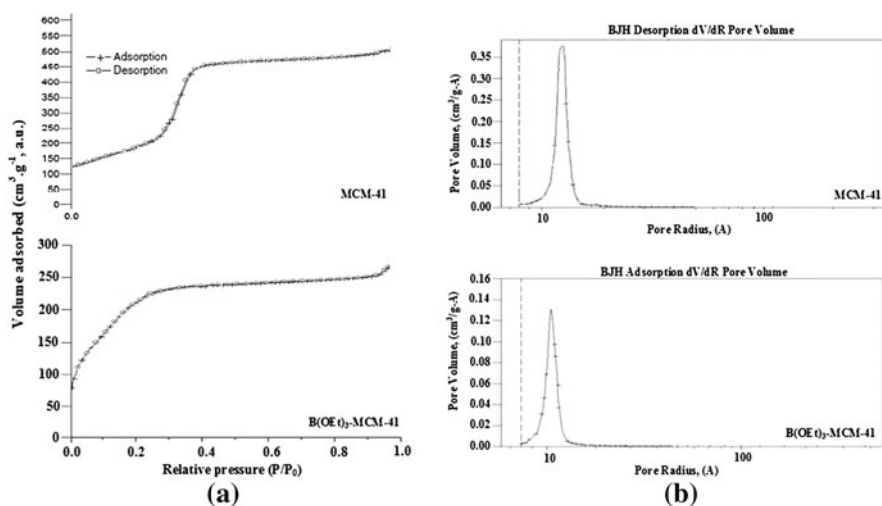 Volume adsorbed (cm³·g⁻¹, a.u.)
600
550
500
450
400
350
300
250
200
150
100
50
0
Adsorption
Desorption
MCM-41
0.0
300
250
200
150
100
50
0
B(OEt)₃-MCM-41
0.0 0.2 0.4 0.6 0.8 1.0
Relative pressure (P/P₀)
(a)
BJH Desorption dV/dR Pore Volume
Pore Volume, (cm³/g-A)
0.35
0.30
0.25
0.20
0.15
0.10
0.05
0.00
MCM-41
10 100
Pore Radius, (A)
BJH Adsorption dV/dR Pore Volume
Pore Volume, (cm³/g-A)
0.16
0.14
0.12
0.10
0.08
0.06
0.04
0.02
0.00
B(OEt)₃-MCM-41
10 100
Pore Radius, (A)
(b)